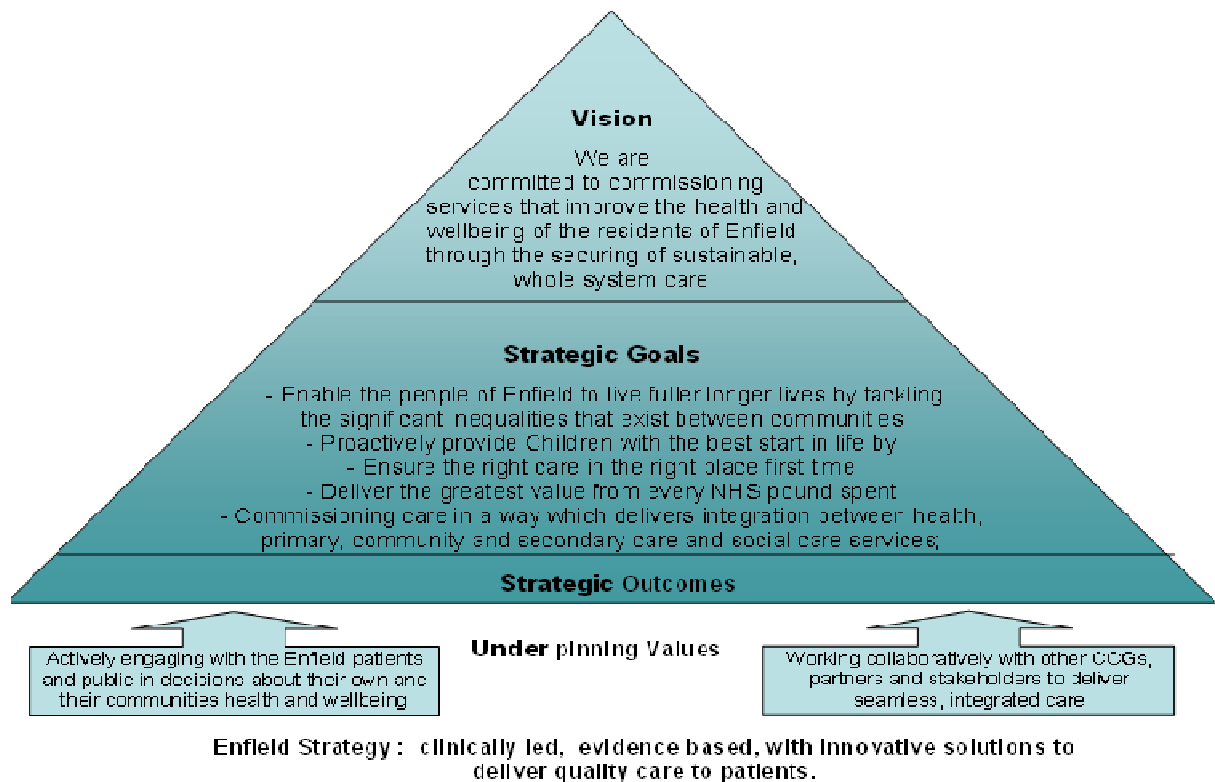 Vision
We are
committed to commissioning
services that improve the health and
wellbeing of the residents of Enfield
through the securing of sustainable,
whole system care
Strategic Goals
- Enable the people of Enfield to live fuller longer lives by tackling
the significant inequalities that exist between communities
- Proactively provide Children with the best start in life by
- Ensure the right care in the right place first time
- Deliver the greatest value from every NHS pound spent
- Commissioning care in a way which delivers integration between health,
primary, community and secondary care and social care services;
Strategic Outcomes
Under pinning Values
Actively engaging with the Enfield patients
and public in decisions about their own and
their communities health and wellbeing
Working collaboratively with other CCGs,
partners and stakeholders to deliver
seamless, integrated care
Enfield Strategy : clinically led, evidence based, with innovative solutions to
deliver quality care to patients.